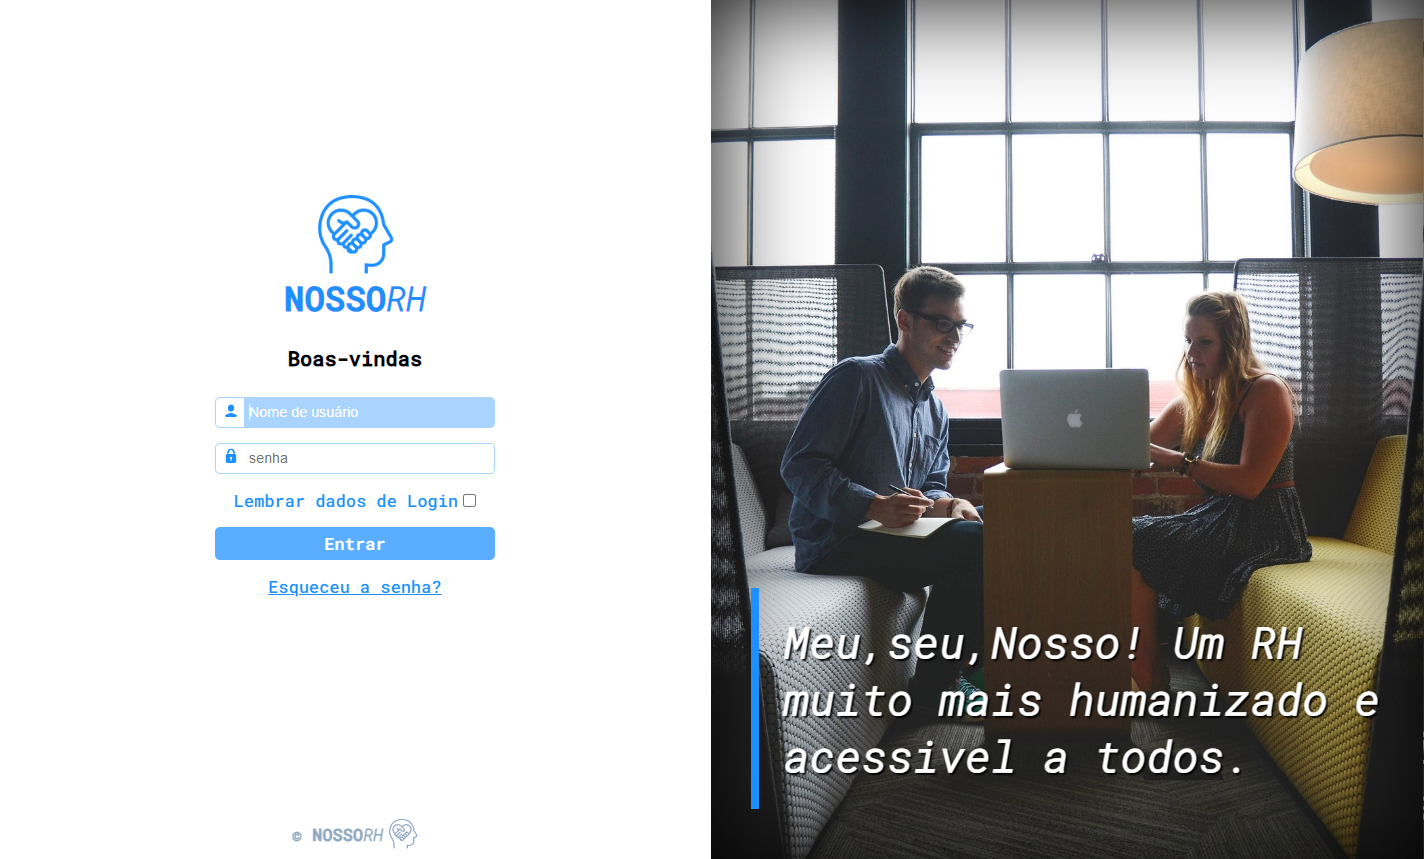 NOSSORH
Boas-vindas
Nome de usuário
senha
Lembrar dados de Login
Entrar
Esqueceu a senha?
© NOSSORH
Meu,seu,Nosso! Um RH
muito mais humanizado e
acessivel a todos.